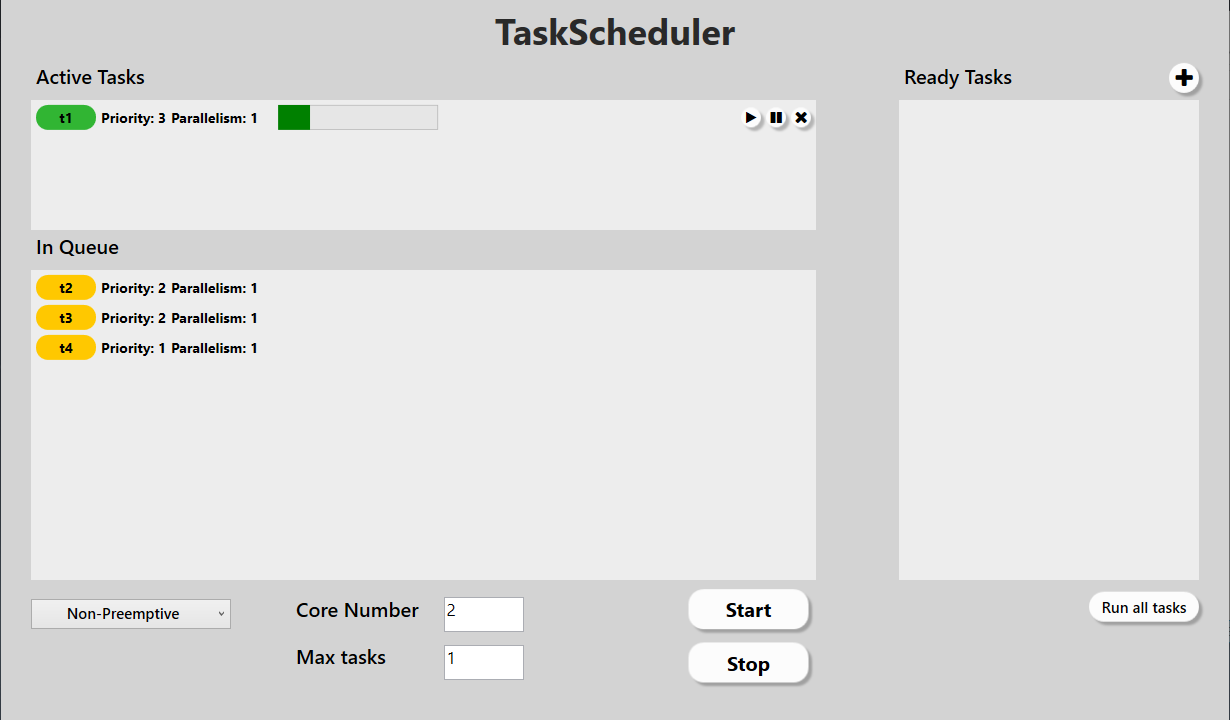 TaskScheduler
Active Tasks
t1 Priority: 3 Parallelism: 1
In Queue
t2 Priority: 2 Parallelism: 1
t3 Priority: 2 Parallelism: 1
t4 Priority: 1 Parallelism: 1
Ready Tasks
Non-Preemptive
Core Number 2
Max tasks 1
Start
Stop
Run all tasks